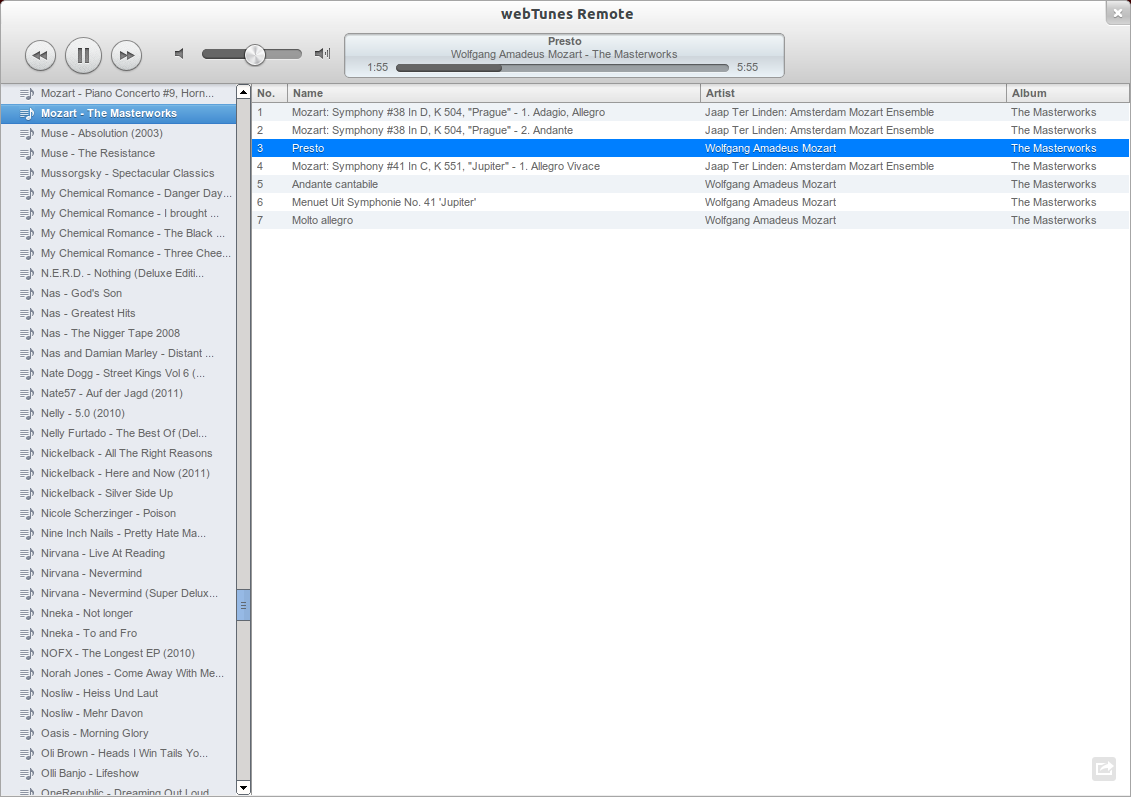 webTunes Remote
Presto
Wolfgang Amadeus Mozart - The Masterworks
1:55 5:55
Mozart - Piano Concerto #9, Horn...
Mozart - The Masterworks
Muse - Absolution (2003)
Muse - The Resistance
Mussorgsky - Spectacular Classics
My Chemical Romance - Danger Day...
My Chemical Romance - I brought ...
My Chemical Romance - The Black ...
My Chemical Romance - Three Chee...
N.E.R.D. - Nothing (Deluxe Editi...
Nas - God's Son
Nas - Greatest Hits
Nas - The Nigger Tape 2008
Nas and Damian Marley - Distant ...
Nate Dogg - Street Kings Vol 6 (...
Nate57 - Auf der Jagd (2011)
Nelly - 5.0 (2010)
Nelly Furtado - The Best Of (Del...
Nickelback - All The Right Reasons
Nickelback - Here and Now (2011)
Nickelback - Silver Side Up
Nicole Scherzinger - Poison
Nine Inch Nails - Pretty Hate Ma...
Nirvana - Live At Reading
Nirvana - Nevermind
Nirvana - Nevermind (Super Delux...
Nneka - Not longer
Nneka - To and Fro
NOFX - The Longest EP (2010)
Norah Jones - Come Away With Me...
Nosliw - Heiss Und Laut
Nosliw - Mehr Davon
Oasis - Morning Glory
Oli Brown - Heads I Win Tails Yo...
Olli Banjo - Lifeshow
OneRepublic - Dreaming Out Loud
No. Name Artist Album
1 Mozart: Symphony #38 In D, K 504, "Prague" - 1. Adagio, Allegro Jaap Ter Linden: Amsterdam Mozart Ensemble The Masterworks
2 Mozart: Symphony #38 In D, K 504, "Prague" - 2. Andante Jaap Ter Linden: Amsterdam Mozart Ensemble The Masterworks
3 Presto Wolfgang Amadeus Mozart The Masterworks
4 Mozart: Symphony #41 In C, K 551, "Jupiter" - 1. Allegro Vivace Jaap Ter Linden: Amsterdam Mozart Ensemble The Masterworks
5 Andante cantabile Wolfgang Amadeus Mozart The Masterworks
6 Menuet Uit Symphonie No. 41 'Jupiter' Wolfgang Amadeus Mozart The Masterworks
7 Molto allegro Wolfgang Amadeus Mozart The Masterworks